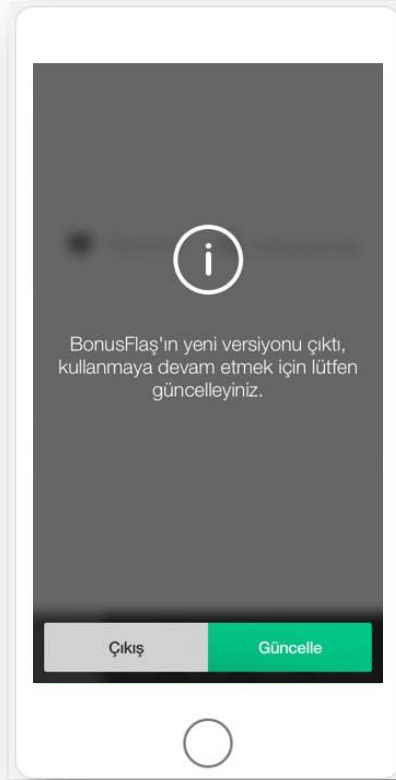 BonusFlaş'ın yeni versiyonu çıktı,
kullanmaya devam etmek için lütfen
güncelleyiniz.
Çıkış
Güncelle